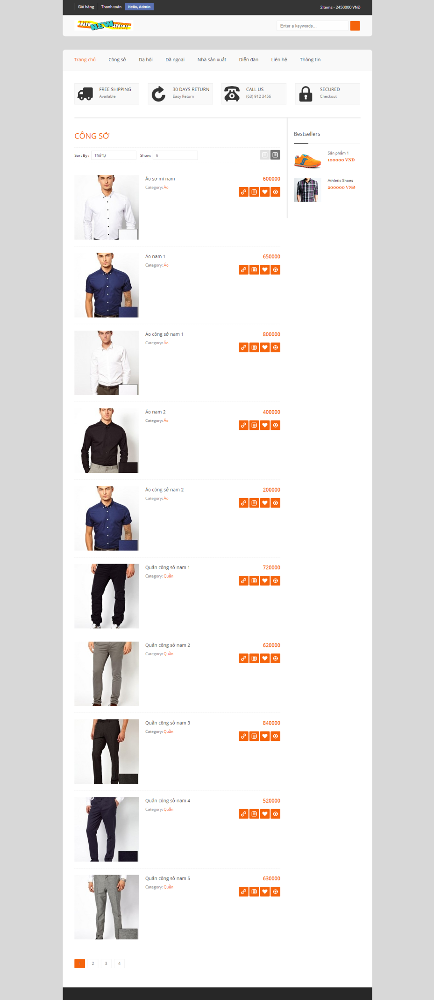 Giỏ hàng
Thanh toán
Hello, Admin
2Items - 2450000 VNĐ
THE NEW SHOP
Enter a keywords...
Trang chủ
Công sở
Dạ hội
Dã ngoại
Nhà sản xuất
Diễn đàn
Liên hệ
Thông tin
FREE SHIPPING
Available
30 DAYS RETURN
Easy Return
CALL US
(63) 912 3456
SECURED
Checkout
CÔNG SỞ
Sort By :
Thứ tự
Show:
6
Áo sơ mi nam
600000
Category: Áo
Áo nam 1
650000
Category: Áo
Áo công sở nam 1
800000
Category: Áo
Áo nam 2
400000
Category: Áo
Áo công sở nam 2
200000
Category: Áo
Quần công sở nam 1
720000
Category: Quần
Quần công sở nam 2
620000
Category: Quần
Quần công sở nam 3
840000
Category: Quần
Quần công sở nam 4
520000
Category: Quần
Quần công sở nam 5
630000
Category: Quần
1
2
3
4
Bestsellers
Sản phẩm 1
100000 VNĐ
Athletic Shoes
200000 VNĐ